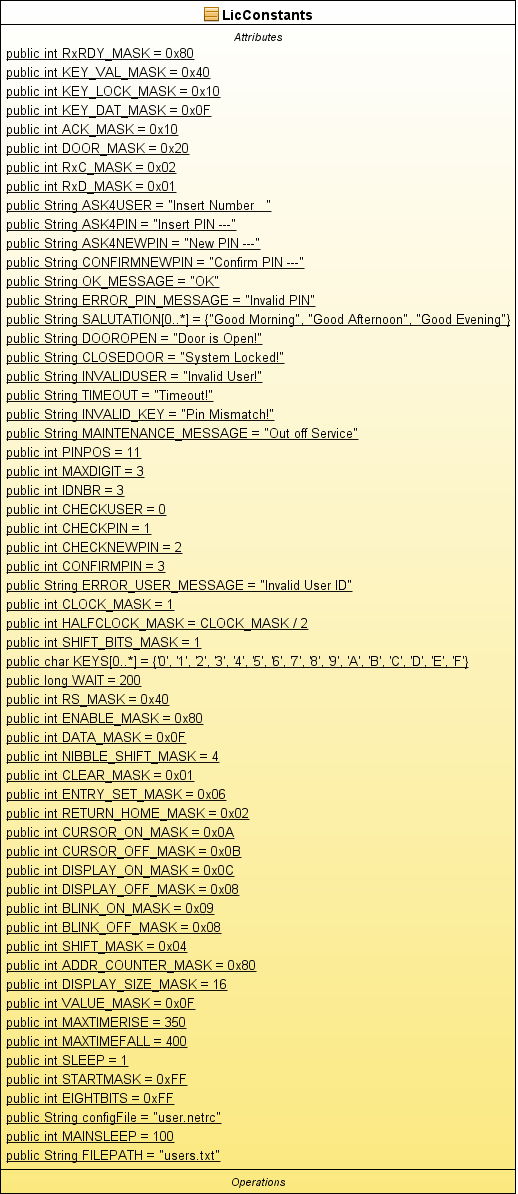 LicConstants
Attributes
public int RxRDY_MASK = 0x80
public int KEY_VAL_MASK = 0x40
public int KEY_LOCK_MASK = 0x10
public int KEY_DAT_MASK = 0x0F
public int ACK_MASK = 0x10
public int DOOR_MASK = 0x20
public int RxC_MASK = 0x02
public int RxD_MASK = 0x01
public String ASK4USER = "Insert Number   "
public String ASK4PIN = "Insert PIN ---"
public String ASK4NEWPIN = "New PIN ---"
public String CONFIRMNEWPIN = "Confirm PIN ---"
public String OK_MESSAGE = "OK"
public String ERROR_PIN_MESSAGE = "Invalid PIN"
public String SALUTATION[0..*] = {"Good Morning", "Good Afternoon", "Good Evening"}
public String DOOROPEN = "Door is Open!"
public String CLOSEDOOR = "System Locked!"
public String INVALIDUSER = "Invalid User!"
public String TIMEOUT = "Timeout!"
public String INVALID_KEY = "Pin Mismatch!"
public String MAINTENANCE_MESSAGE = "Out off Service"
public int PINPOS = 11
public int MAXDIGIT = 3
public int IDNBR = 3
public int CHECKUSER = 0
public int CHECKPIN = 1
public int CHECKNEWPIN = 2
public int CONFIRMPIN = 3
public String ERROR_USER_MESSAGE = "Invalid User ID"
public int CLOCK_MASK = 1
public int HALFCLOCK_MASK = CLOCK_MASK / 2
public int SHIFT_BITS_MASK = 1
public char KEYS[0..*] = {'0', '1', '2', '3', '4', '5', '6', '7', '8', '9', 'A', 'B', 'C', 'D', 'E', 'F'}
public long WAIT = 200
public int RS_MASK = 0x40
public int ENABLE_MASK = 0x80
public int DATA_MASK = 0x0F
public int NIBBLE_SHIFT_MASK = 4
public int CLEAR_MASK = 0x01
public int ENTRY_SET_MASK = 0x06
public int RETURN_HOME_MASK = 0x02
public int CURSOR_ON_MASK = 0x0A
public int CURSOR_OFF_MASK = 0x0B
public int DISPLAY_ON_MASK = 0x0C
public int DISPLAY_OFF_MASK = 0x08
public int BLINK_ON_MASK = 0x09
public int BLINK_OFF_MASK = 0x08
public int SHIFT_MASK = 0x04
public int ADDR_COUNTER_MASK = 0x80
public int DISPLAY_SIZE_MASK = 16
public int VALUE_MASK = 0x0F
public int MAXTIMERISE = 350
public int MAXTIMEFALL = 400
public int SLEEP = 1
public int STARTMASK = 0xFF
public int EIGHTBITS = 0xFF
public String configFile = "user.netrc"
public int MAINSLEEP = 100
public String FILEPATH = "users.txt"
Operations